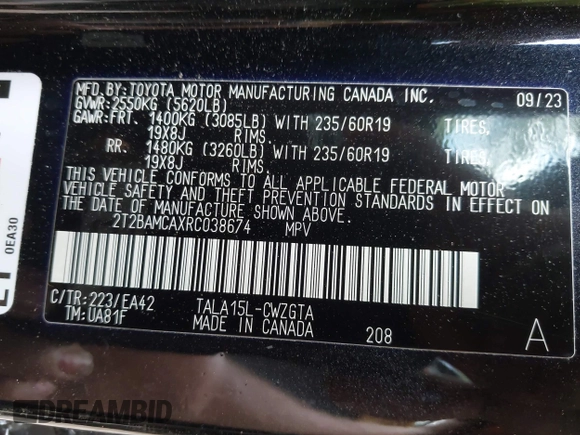 MFD.BY:TOYOTA MOTOR MANUFACTURING CANADA INC. 09/23
GVWR:2550KG (5620LB)
GAWR:FRT. 1400KG (3085LB) WITH 235/60R19 TIRES,
19X8J RIMS.
RR. 1480KG (3260LB) WITH 235/60R19 TIRES,
19X8J RIMS.
THIS VEHICLE CONFORMS TO ALL APPLICABLE FEDERAL MOTOR
VEHICLE SAFETY AND THEFT PREVENTION STANDARDS IN EFFECT ON
THE DATE OF MANUFACTURE SHOWN ABOVE.
2T2BAMCAXRC038674 MPV
C/TR:223/EA42 TALA15L-CWZGTA
TM:UA81F MADE IN CANADA 208 A
0EA30
DREAMBID